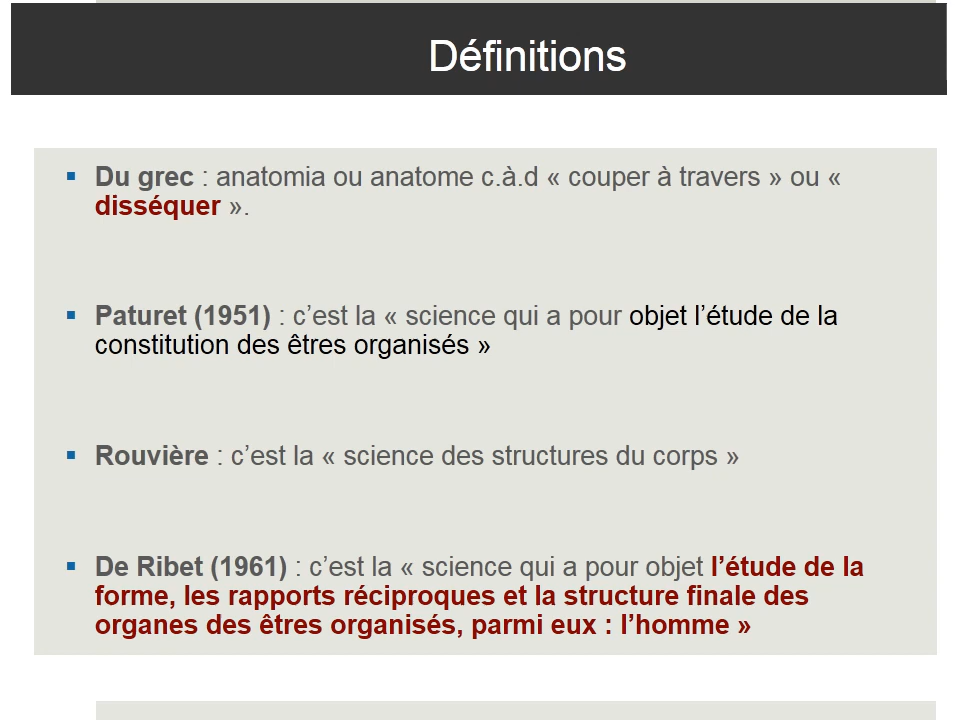 Définitions
▪ Du grec : anatomia ou anatome c.à.d « couper à travers » ou «
disséquer ».
▪ Paturet (1951) : c’est la « science qui a pour objet l’étude de la
constitution des êtres organisés »
▪ Rouvière : c’est la « science des structures du corps »
▪ De Ribet (1961) : c’est la « science qui a pour objet l’étude de la
forme, les rapports réciproques et la structure finale des
organes des êtres organisés, parmi eux : l’homme »